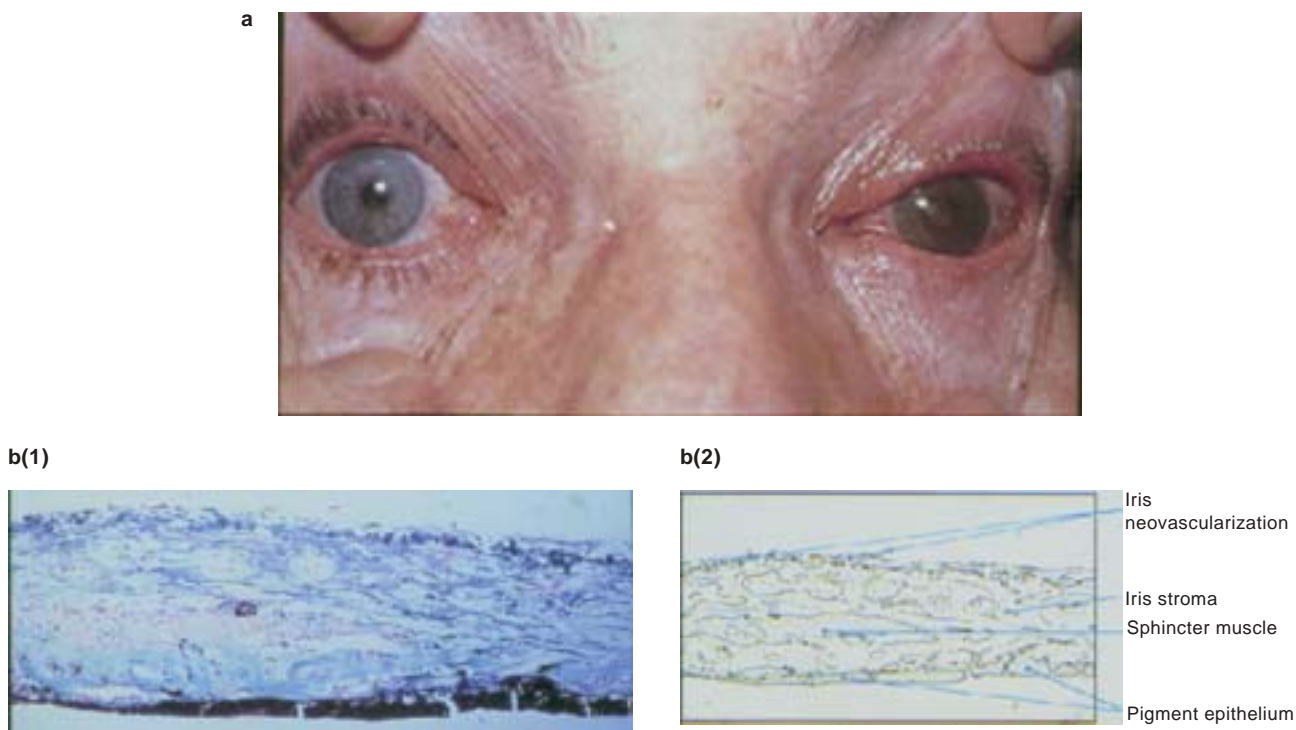 a
b(1)
b(2)
Iris
neovascularization
Iris stroma
Sphincter muscle
Pigment epithelium